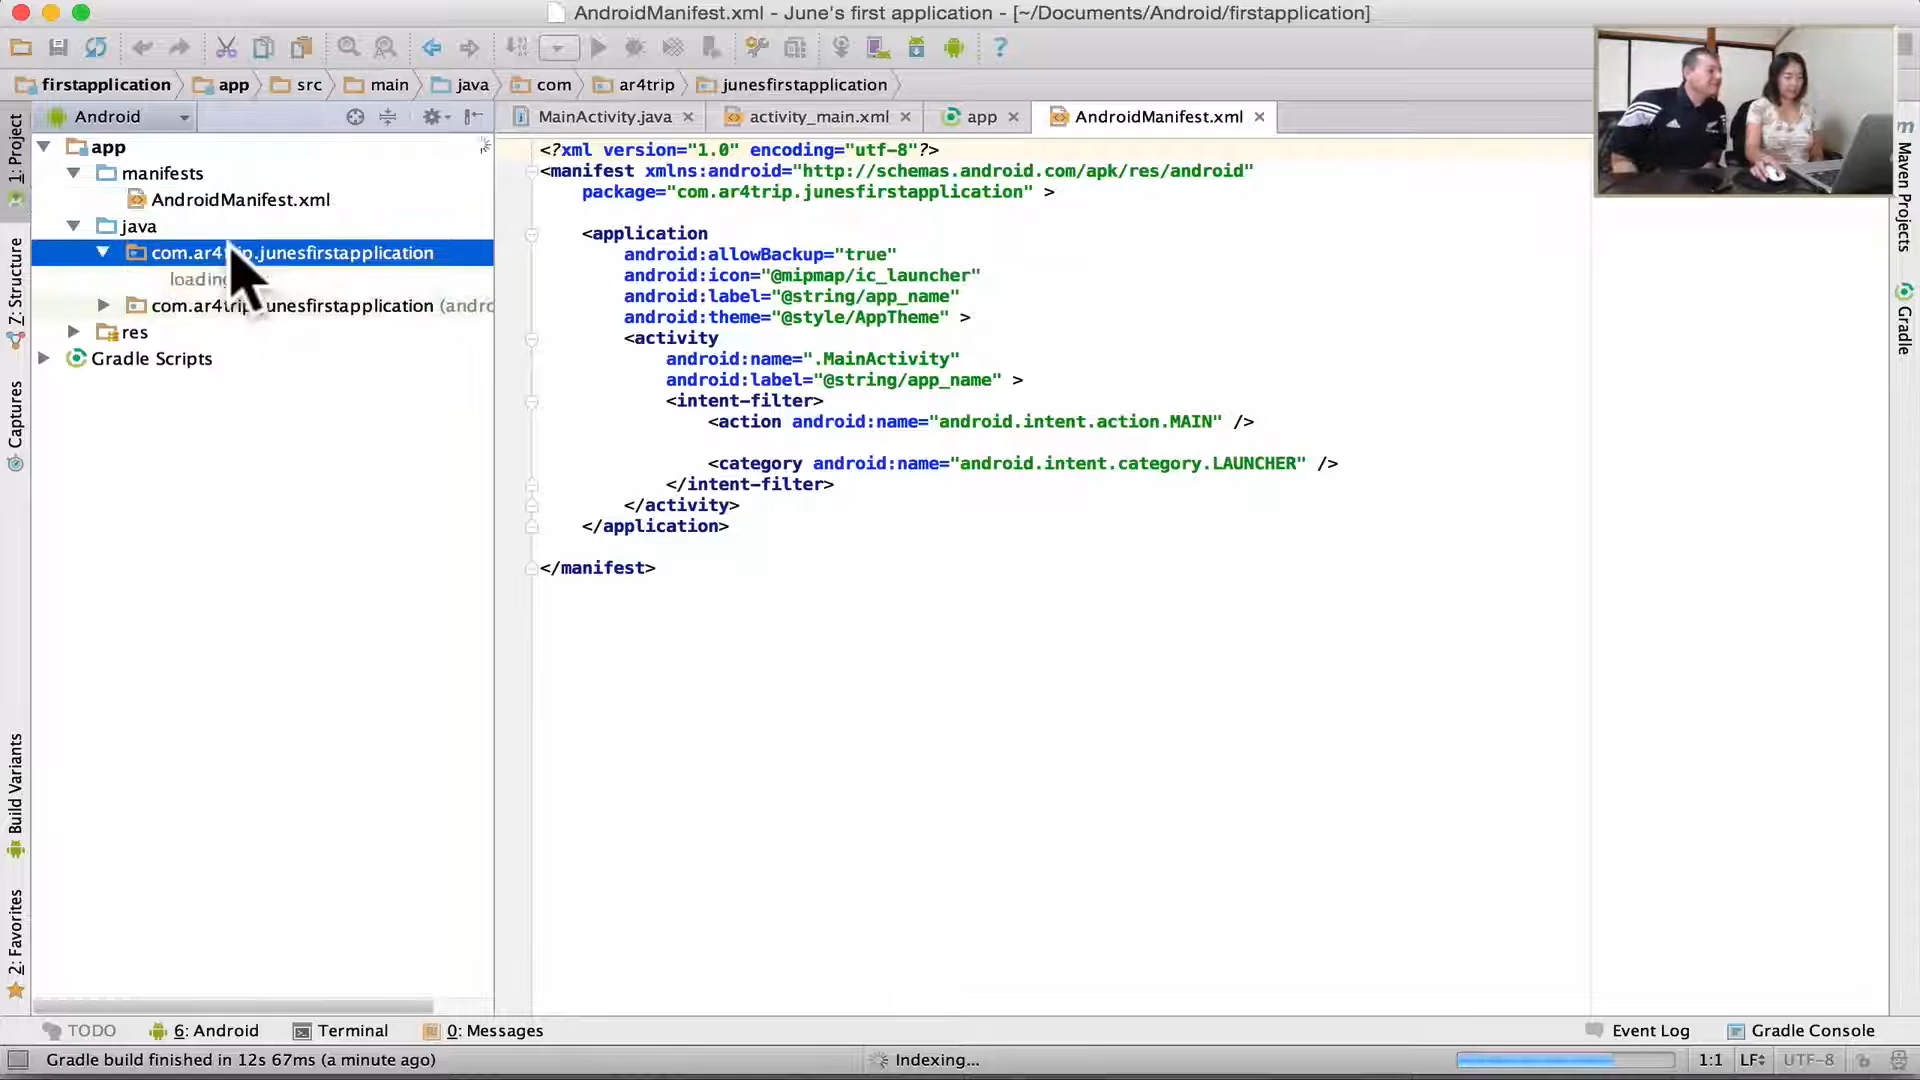 AndroidManifest.xml - June's first application - [~/Documents/Android/firstapplication]
firstapplication app src main java com ar4trip junesfirstapplication
Android
MainActivity.java activity_main.xml app AndroidManifest.xml
1: Project
Z: Structure
Captures
Build Variants
2: Favorites
app
manifests
AndroidManifest.xml
java
com.ar4trip.junesfirstapplication
loading
com.ar4trip.junesfirstapplication (andro
res
Gradle Scripts
<?xml version="1.0" encoding="utf-8"?>
<manifest xmlns:android="http://schemas.android.com/apk/res/android"
package="com.ar4trip.junesfirstapplication" >
<application
android:allowBackup="true"
android:icon="@mipmap/ic_launcher"
android:label="@string/app_name"
android:theme="@style/AppTheme" >
<activity
android:name=".MainActivity"
android:label="@string/app_name" >
<intent-filter>
<action android:name="android.intent.action.MAIN" />
<category android:name="android.intent.category.LAUNCHER" />
</intent-filter>
</activity>
</application>
</manifest>
Maven Projects
Gradle
TODO 6: Android Terminal 0: Messages Event Log Gradle Console
Gradle build finished in 12s 67ms (a minute ago) Indexing... 1:1 LF UTF-8